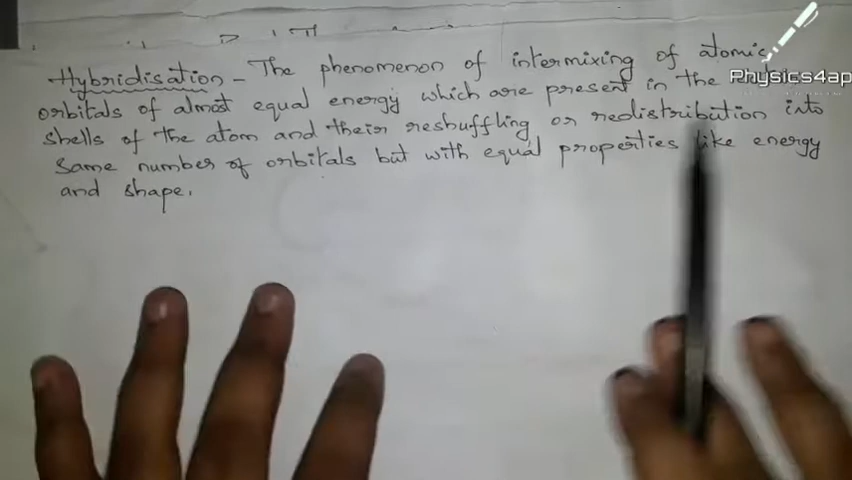 Hybridisation - The phenomenon of intermixing of atomic
Physics4ap
orbitals of almost equal energy which are present in the
shells of the atom and their reshuffling or redistribution into
same number of orbitals but with equal properties like energy
and shape.